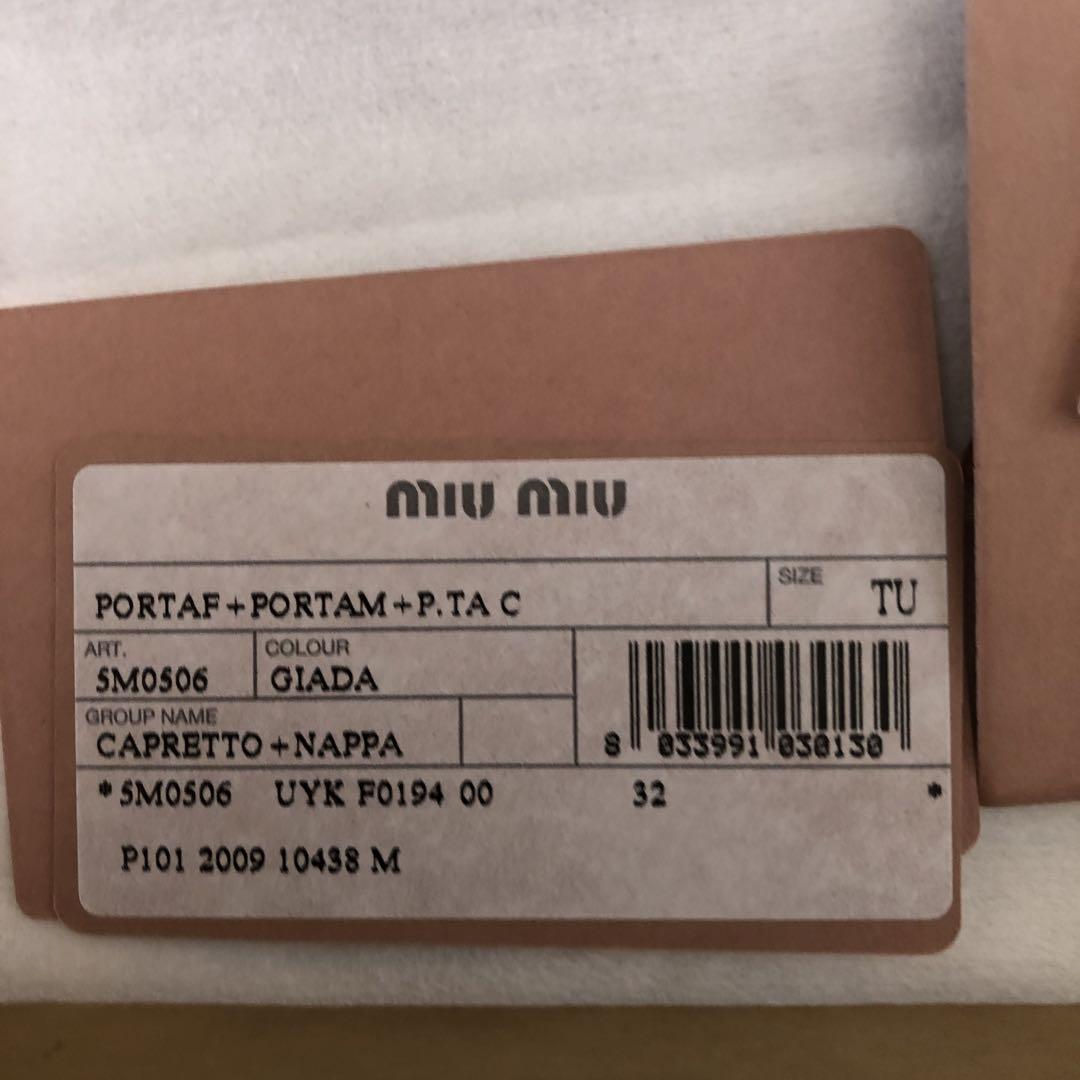 miu miu
PORTAF+PORTAM+P.TA C
SIZE TU
ART.
5M0506
COLOUR
GIADA
GROUP NAME
CAPRETTO+NAPPA
8 033991 030130
*5M0506 UYK F0194 00 32 *
P101 2009 10438 M